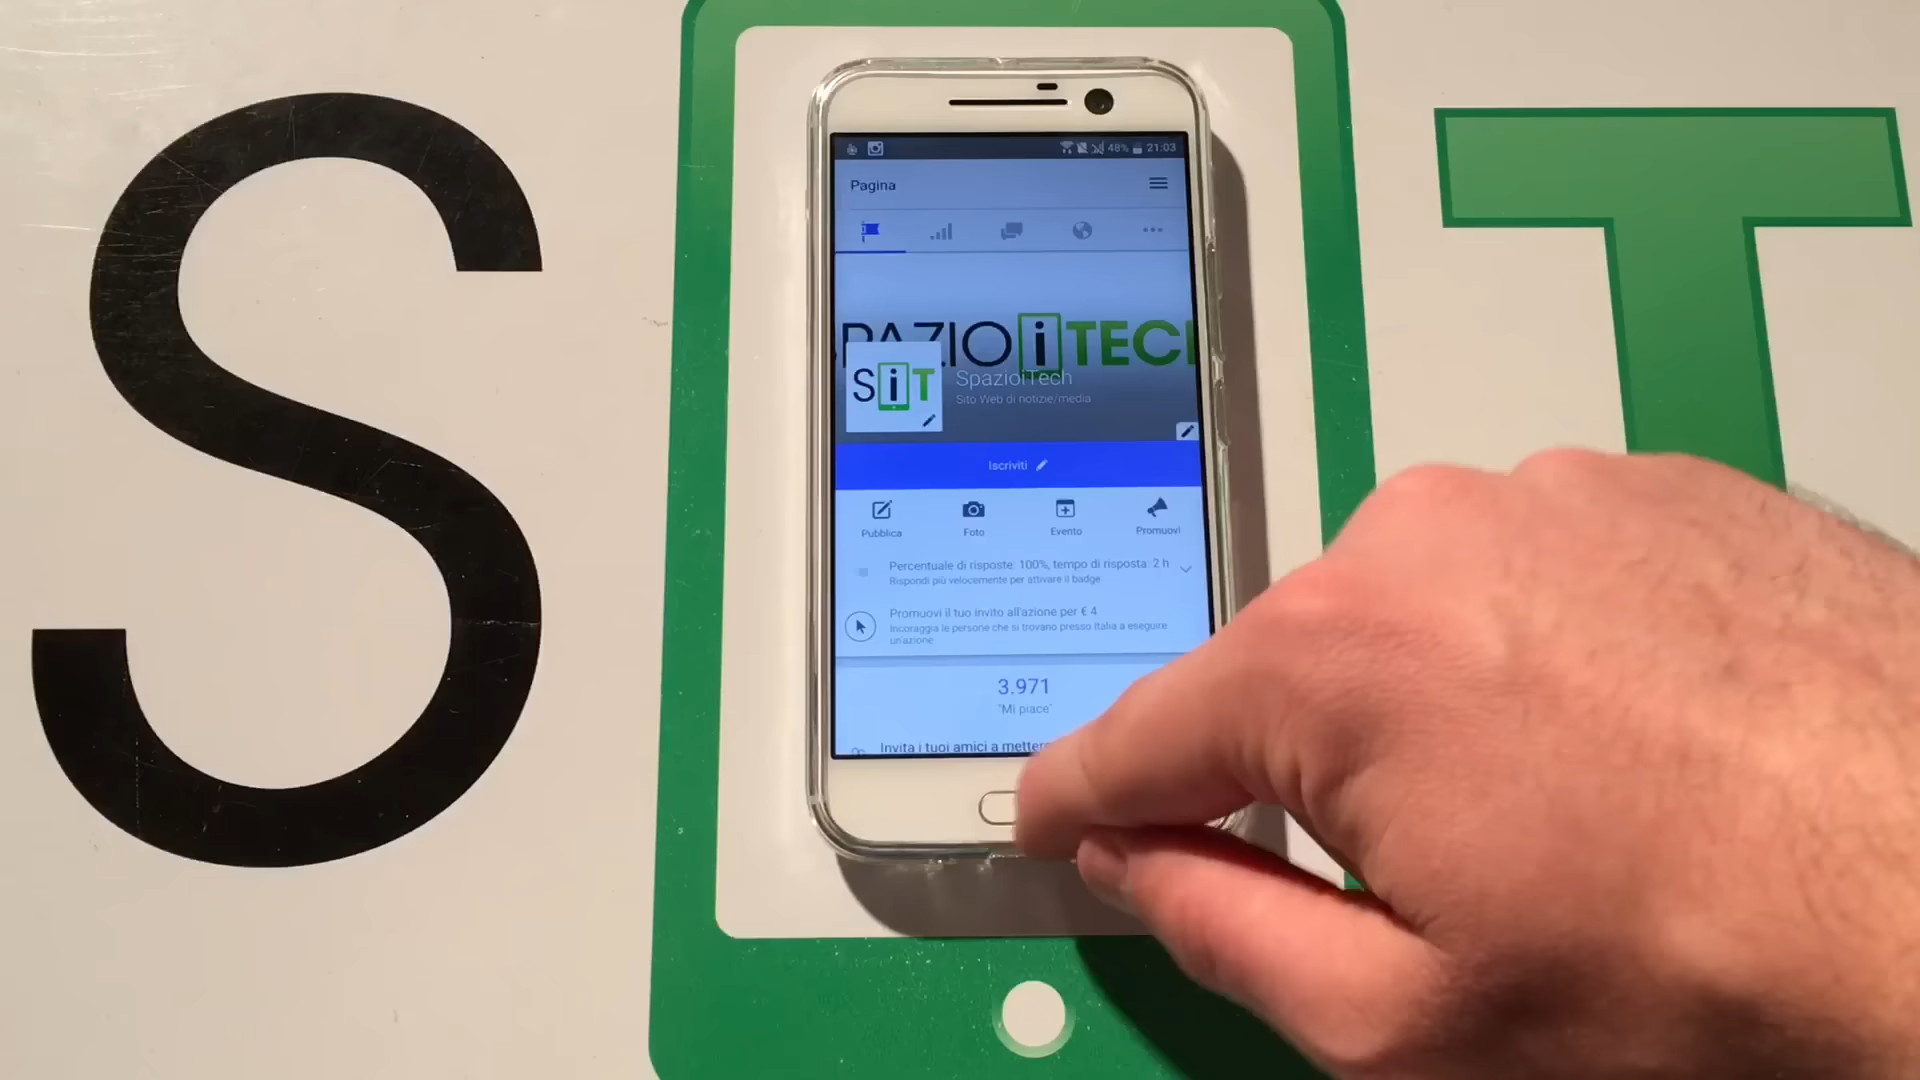 S T
48% 21:03
Pagina
SPAZIO i TECH
SiT
SpazioiTech
Sito Web di notizie/media
Iscriviti
Pubblica Foto Evento Promuovi
Percentuale di risposte: 100%, tempo di risposta: 2 h
Rispondi più velocemente per attivare il badge
Promuovi il tuo invito all'azione per € 4
Incoraggia le persone che si trovano presso Italia a eseguire
un'azione
3.971
"Mi piace"
Invita i tuoi amici a mettere